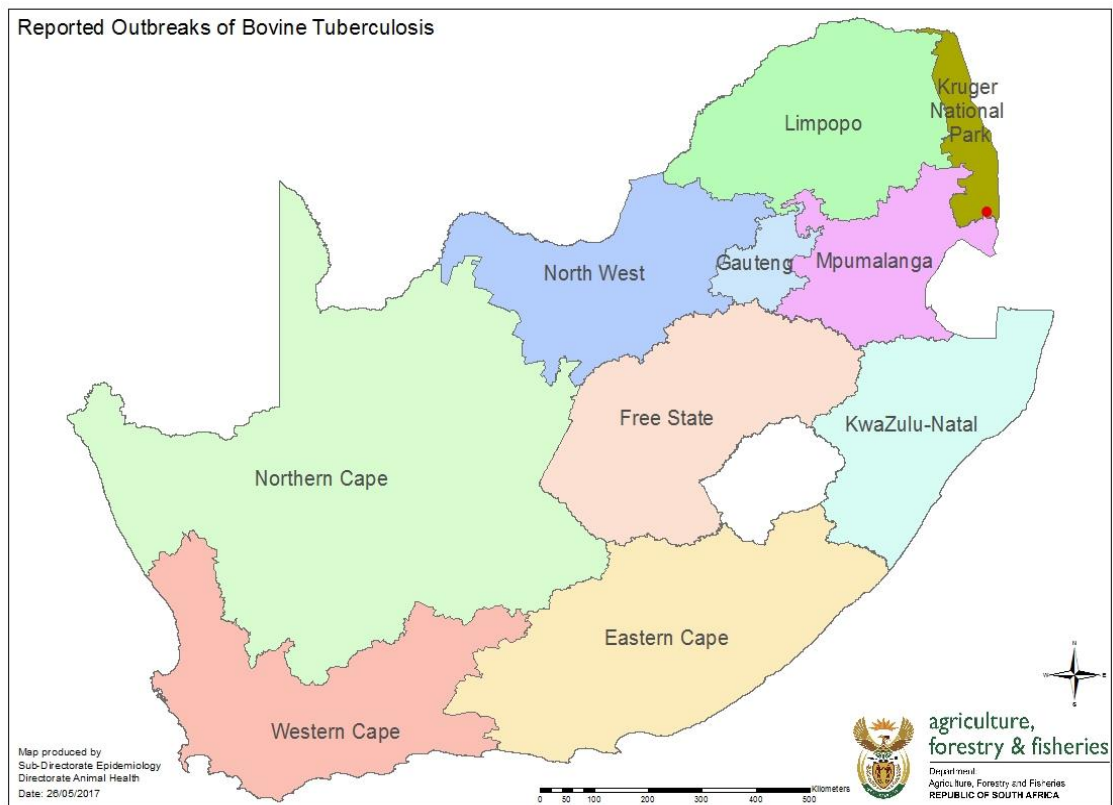 Reported Outbreaks of Bovine Tuberculosis
Kruger
National
Park
Limpopo
North West
Gauteng
Mpumalanga
Free State
KwaZulu-Natal
Northern Cape
Eastern Cape
Western Cape
N
W
E
S
Map produced by
Sub-Directorate Epidemiology
Directorate Animal Health
Date: 26/05/2017
Kilometers
0 50 100 200 300 400 500
agriculture,
forestry & fisheries
Department:
Agriculture, Forestry and Fisheries
REPUBLIC OF SOUTH AFRICA